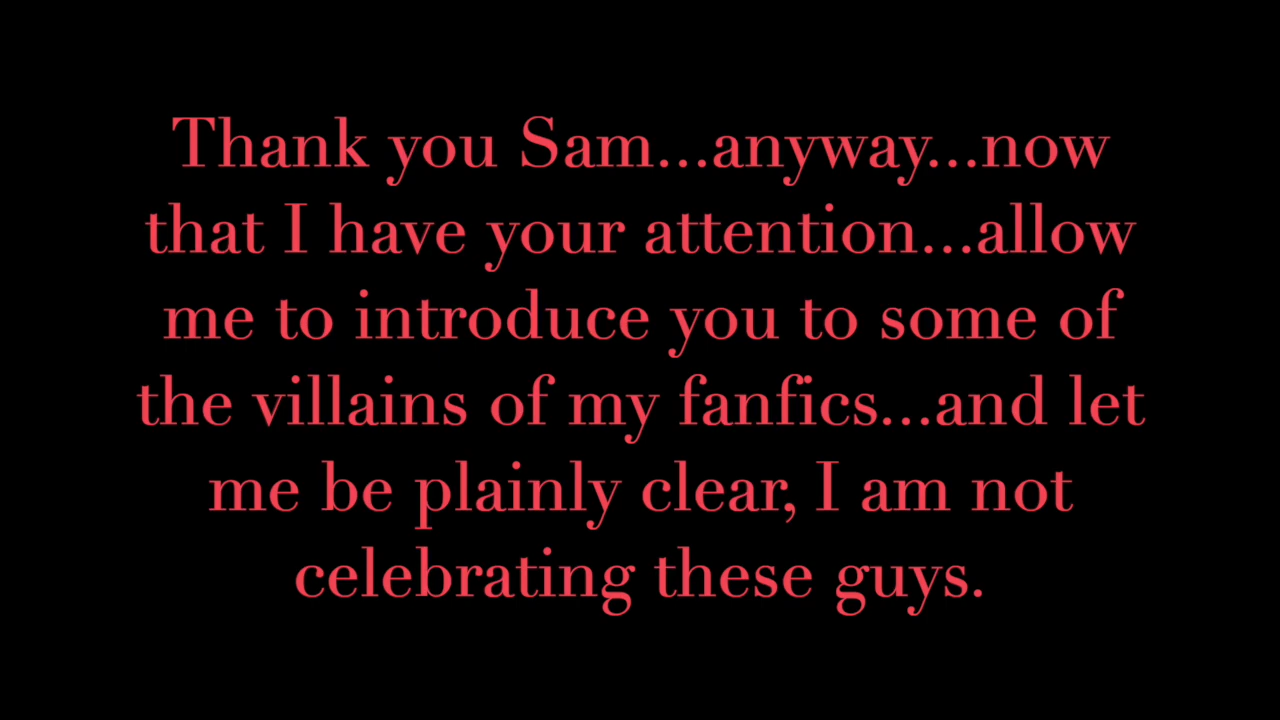 Thank you Sam...anyway...now
that I have your attention...allow
me to introduce you to some of
the villains of my fanfics...and let
me be plainly clear, I am not
celebrating these guys.